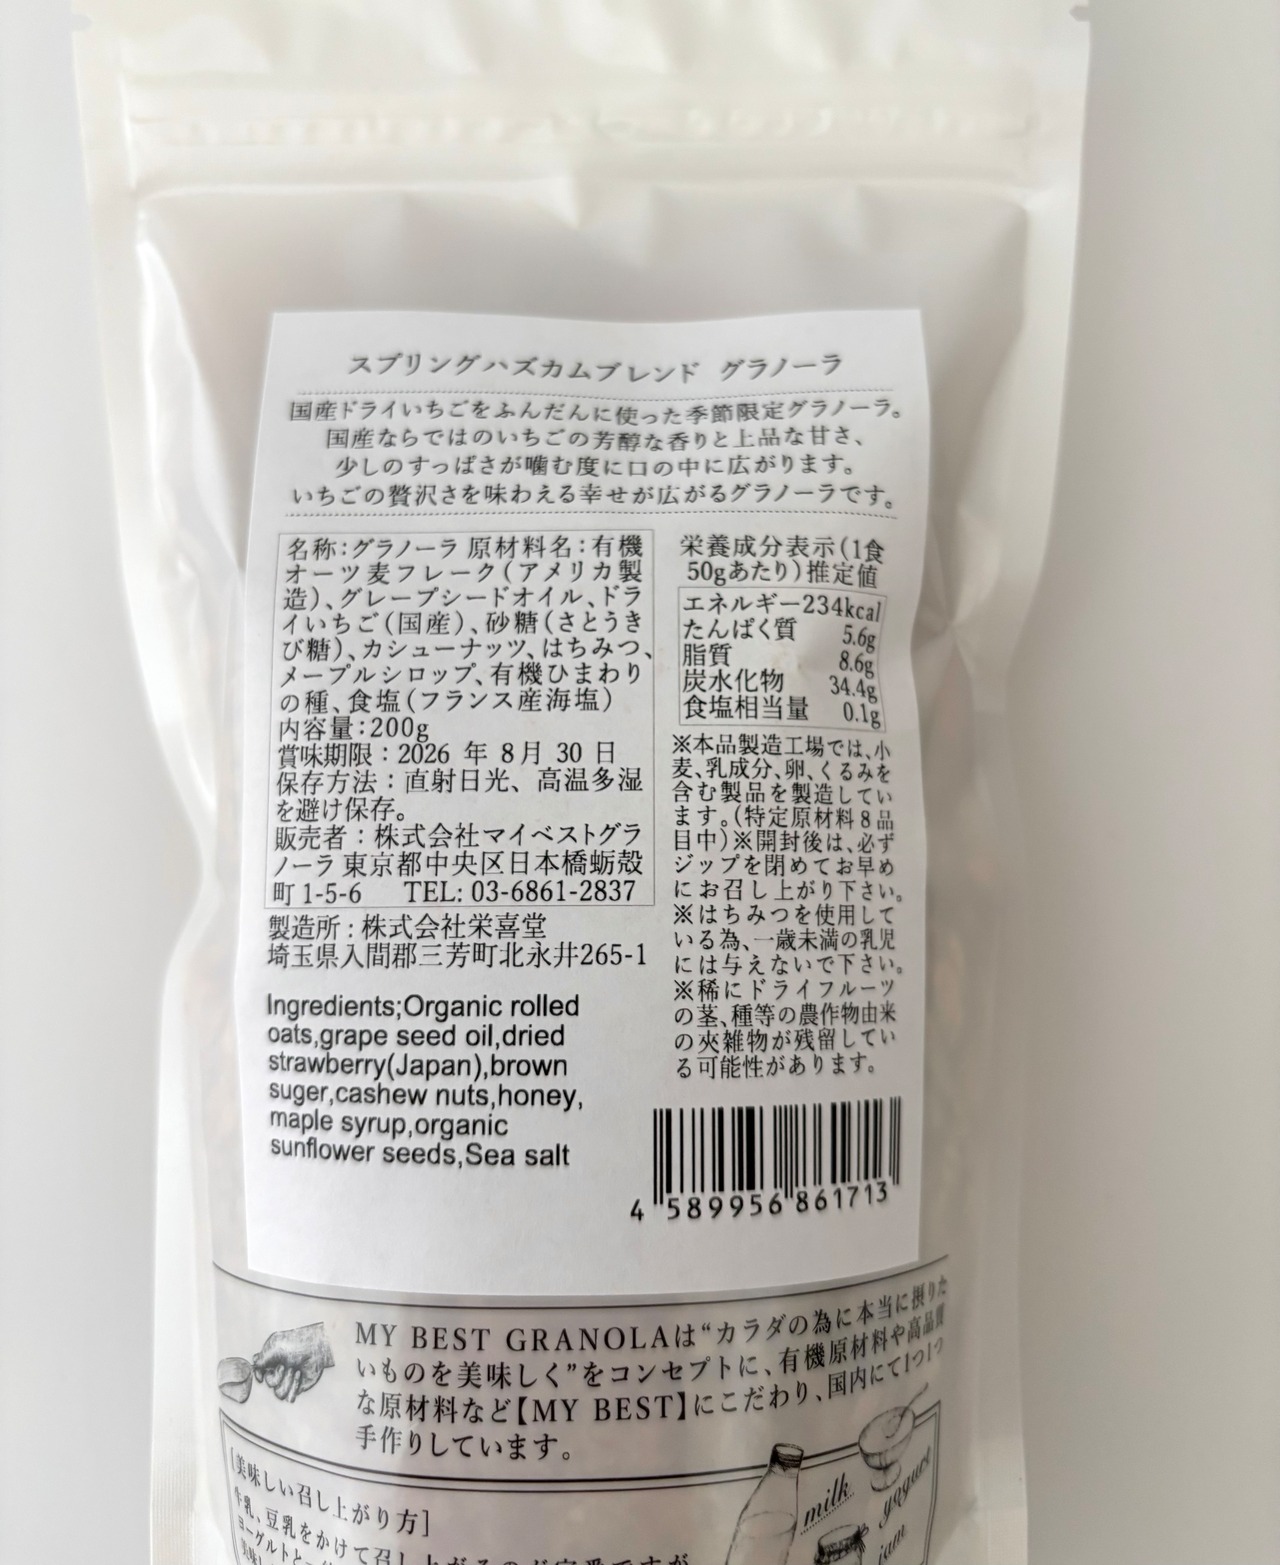 スプリングハズカムブレンド グラノーラ
国産ドライいちごをふんだんに使った季節限定グラノーラ。
国産ならではのいちごの芳醇な香りと上品な甘さ、
少しのすっぱさが噛む度に口の中に広がります。
いちごの贅沢さを味わえる幸せが広がるグラノーラです。
名称:グラノーラ 原材料名:有機
オーツ麦フレーク(アメリカ製
造)、グレープシードオイル、ドラ
イいちご(国産)、砂糖(さとうき
び糖)、カシューナッツ、はちみつ、
メープルシロップ、有機ひまわり
の種、食塩(フランス産海塩)
内容量:200g
賞味期限:2026 年 8月 30 日
保存方法:直射日光、高温多湿
を避け保存。
販売者:株式会社マイベストグラ
ノーラ 東京都中央区日本橋蛎殻
町 1-5-6 TEL: 03-6861-2837
製造所:株式会社栄喜堂
埼玉県入間郡三芳町北永井265-1
Ingredients;Organic rolled
oats,grape seed oil,dried
strawberry(Japan),brown
suger,cashew nuts,honey,
maple syrup,organic
sunflower seeds,Sea salt
栄養成分表示(1食
50gあたり)推定値
エネルギー234kcal
たんぱく質 5.6g
脂質 8.6g
炭水化物 34.4g
食塩相当量 0.1g
※本品製造工場では、小
麦、乳成分、卵、くるみを
含む製品を製造してい
ます。(特定原材料8品
目中)※開封後は、必ず
ジップを閉めてお早め
にお召し上がり下さい。
※はちみつを使用して
いる為、一歳未満の乳児
には与えないで下さい。
※稀にドライフルーツ
の茎、種等の農作物由来
の夾雑物が残留してい
る可能性があります。
4 589956 861713
MY BEST GRANOLAは“カラダの為に本当に摂りた
いものを美味しく”をコンセプトに、有機原材料や高品質
な原材料など【MY BEST】にこだわり、国内にて1つ1つ
手作りしています。
[美味しい召し上がり方]
牛乳、豆乳をかけて召し上がるのが定番ですが
ヨーグルトと
milk
yogurt
jam